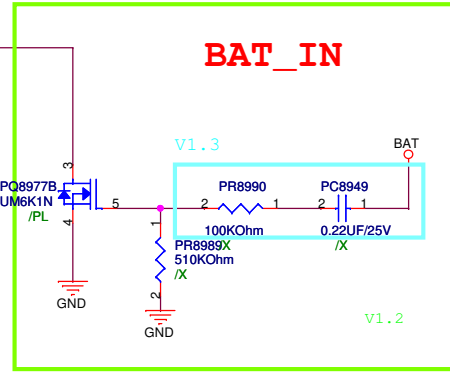 BAT_IN
V1.3
BAT
3
PQ8977B
UM6K1N
/PL
4
5
PR8990
2
1
100KOhm
/X
PC8949
2
1
0.22UF/25V
/X
1
PR8989
510KOhm
/X
2
GND
GND
V1.2